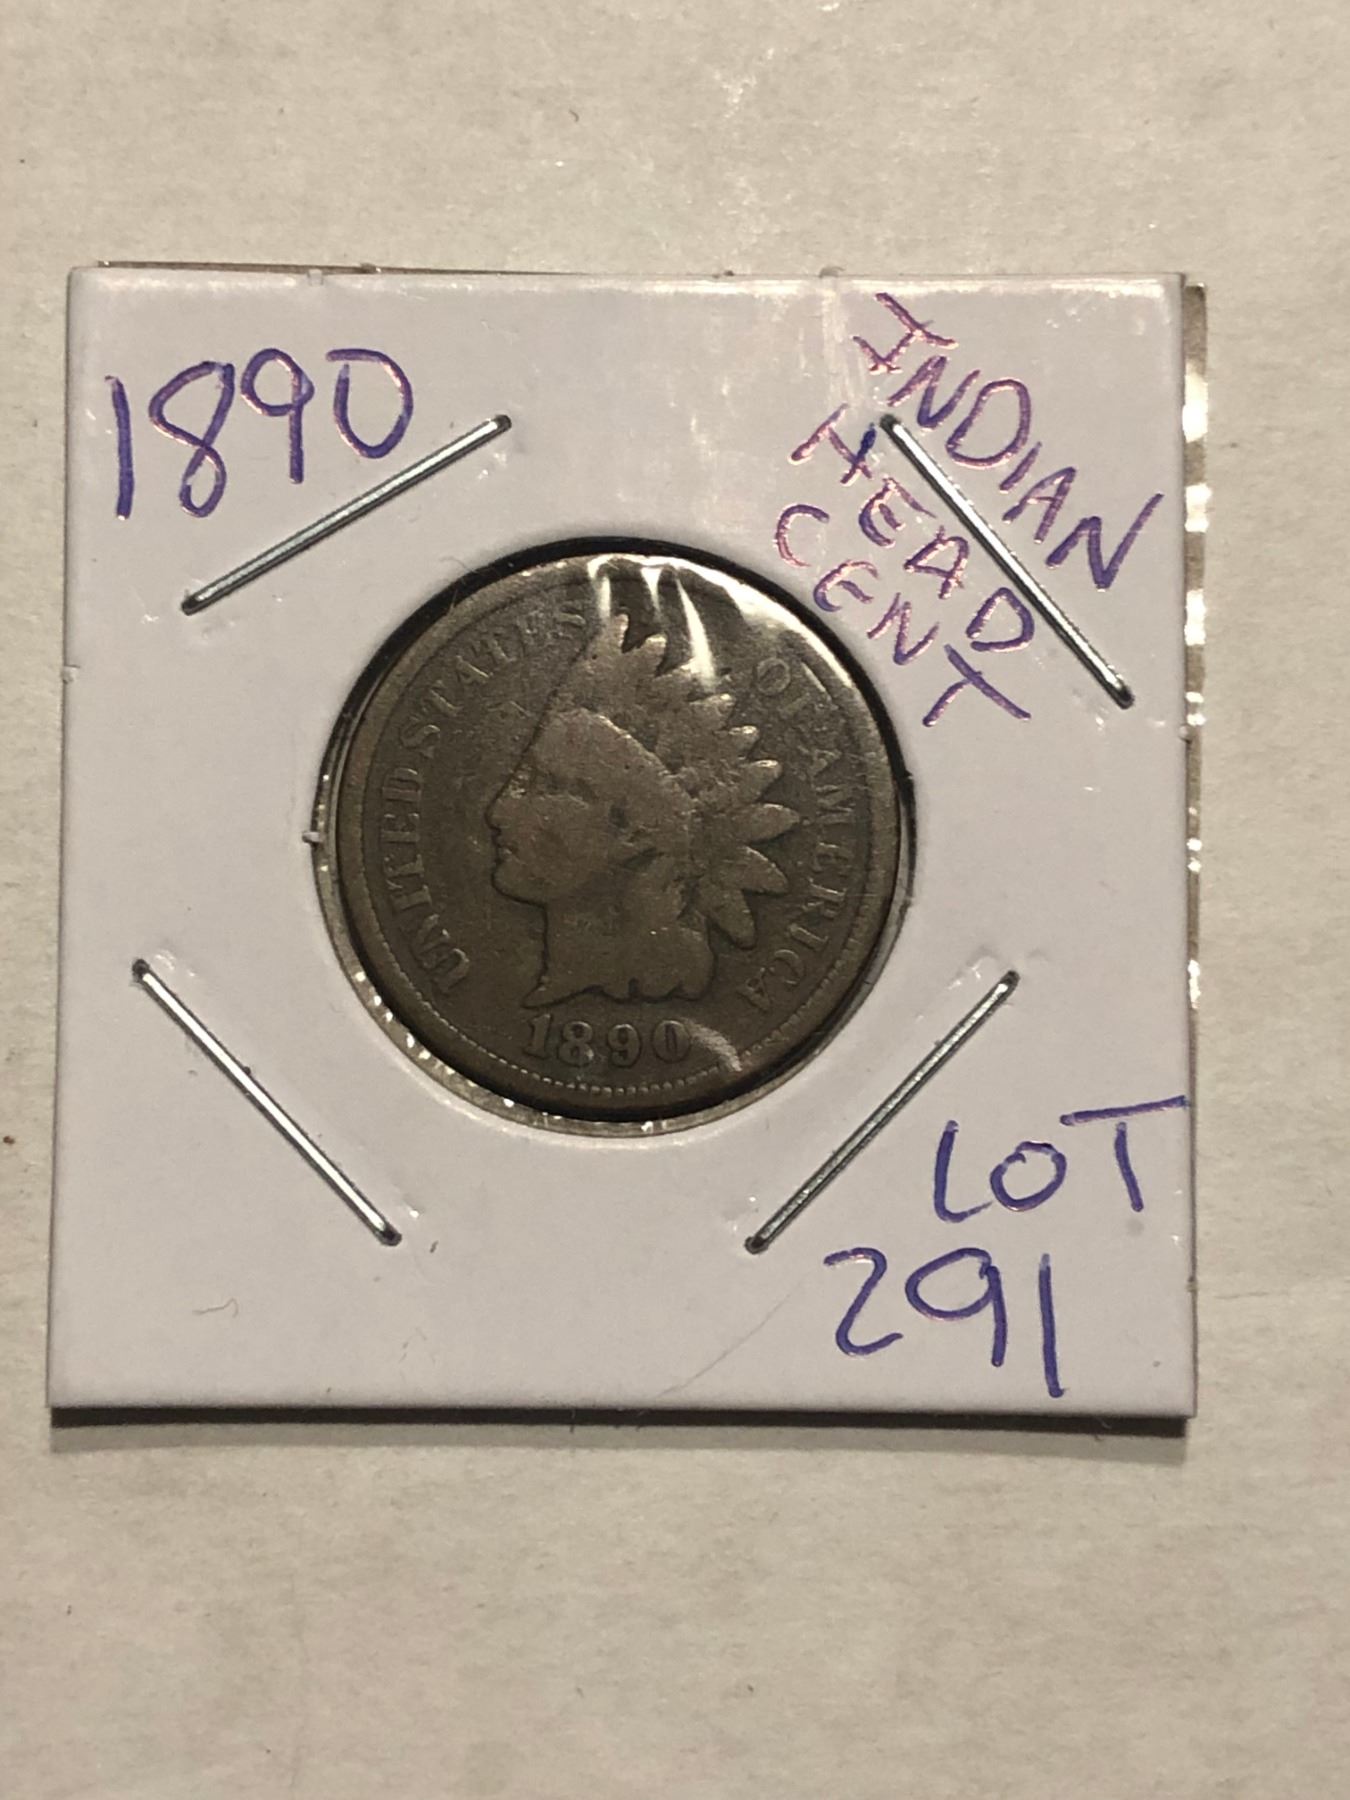 1890
INDIAN
HEAD
CENT
UNITED STATES OF AMERICA
1890
LOT
291